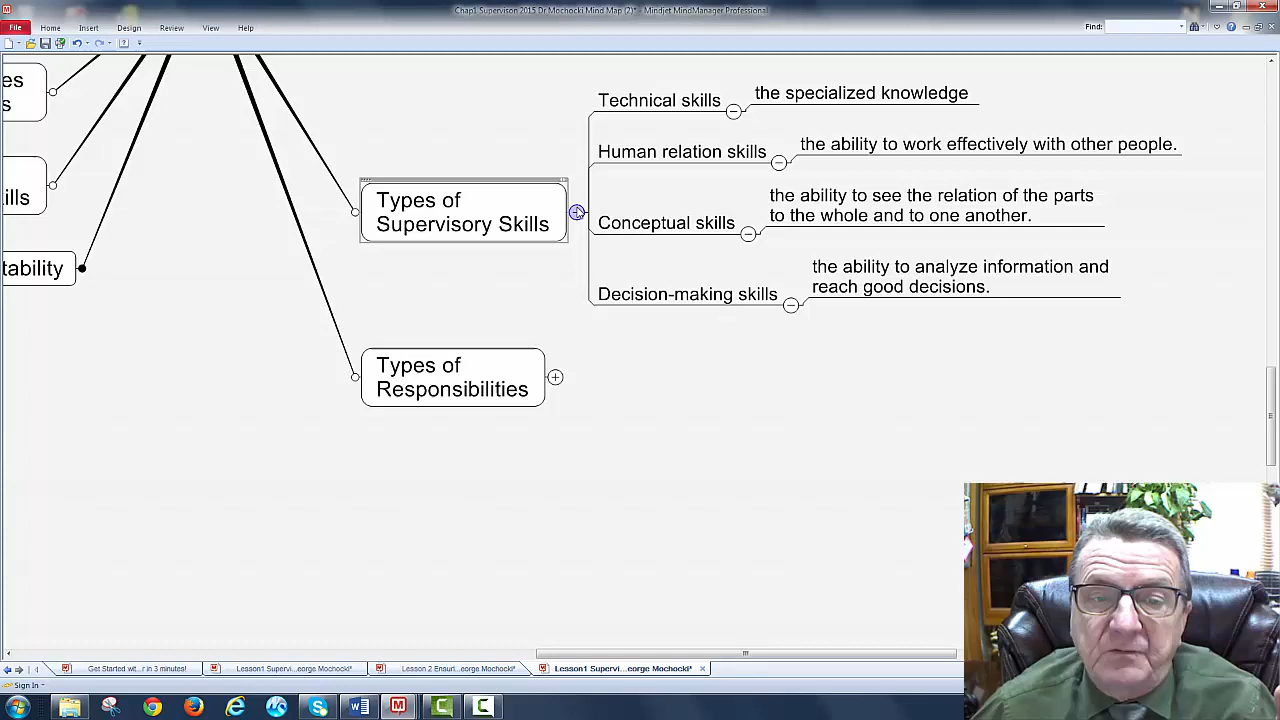 Chap1 Supervison 2015 Dr Mochocki Mind Map (2)* - Mindjet MindManager Professional
File Home Insert Design Review View Help
Find:
es
s
ills
tability
Types of
Supervisory Skills
Technical skills
the specialized knowledge
Human relation skills
the ability to work effectively with other people.
Conceptual skills
the ability to see the relation of the parts
to the whole and to one another.
Decision-making skills
the ability to analyze information and
reach good decisions.
Types of
Responsibilities
Get Started wit...r in 3 minutes!
Lesson1 Supervi...eorge Mochocki*
Lesson 2 Ensuri...eorge Mochocki*
Lesson1 Supervi...eorge Mochocki*
Sign In